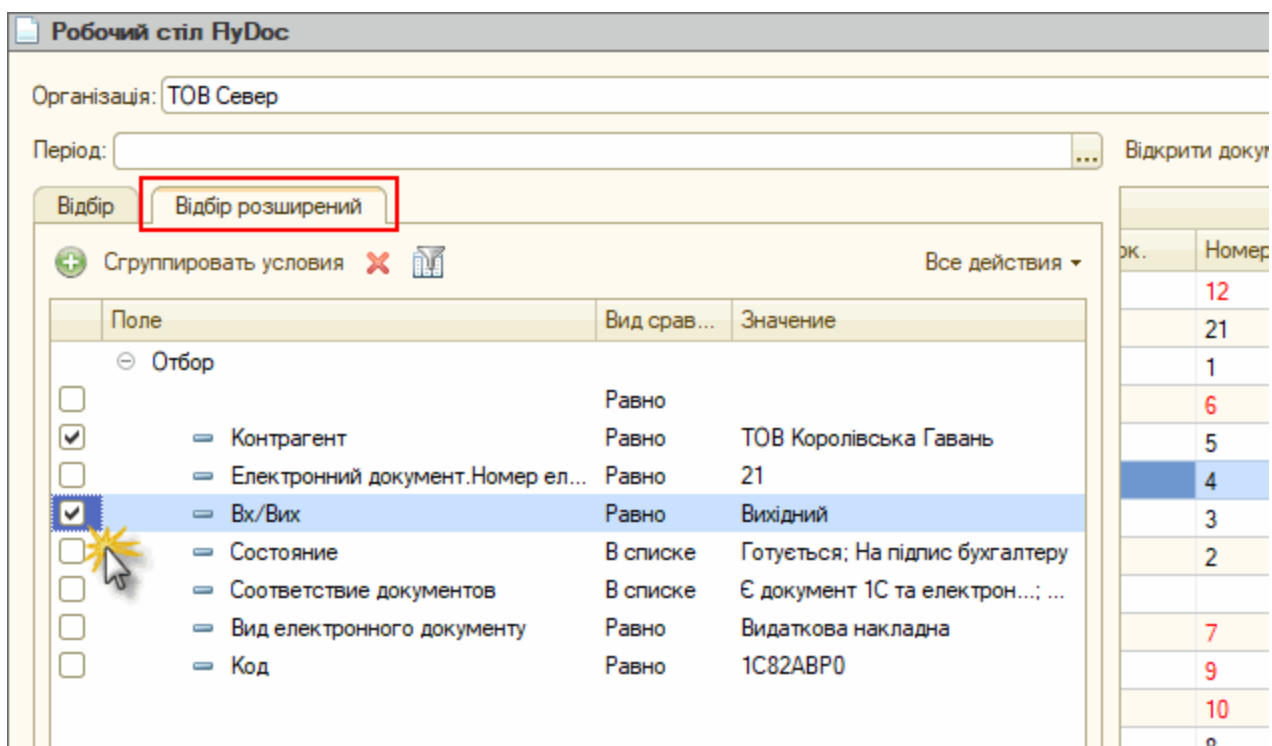 Робочий стіл FlyDoc
Організація: ТОВ Север
Період: ...
Відкрити
Відбір Відбір розширений
Сгруппировать условия Все действия
ок. Номер
Поле Вид срав... Значение
Отбор
Равно
Контрагент Равно ТОВ Королівська Гавань
Електронний документ.Номер ел... Равно 21
Вх/Вих Равно Вихідний
Состояние В списке Готується; На підпис бухгалтеру
Соответствие документов В списке Є документ 1С та електрон...; ...
Вид електронного документу Равно Видаткова накладна
Код Равно 1С82АВР0
12
21
1
6
5
4
3
2
7
9
10